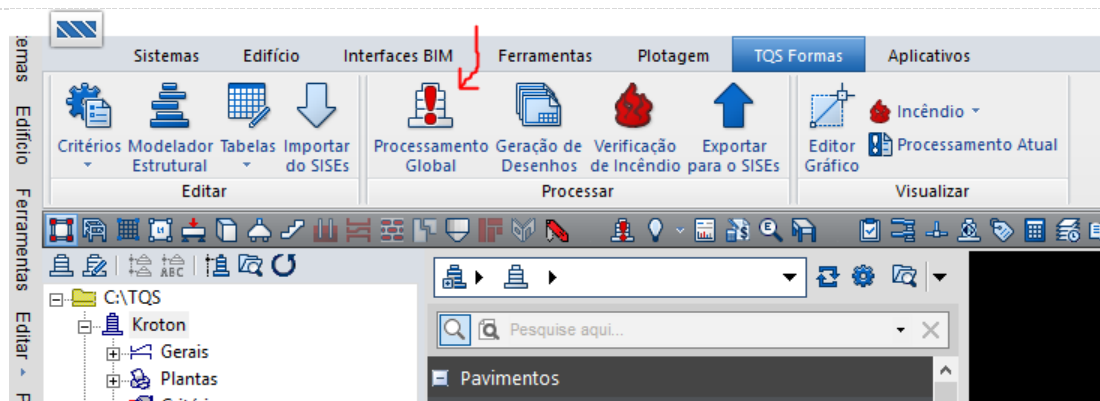 Sistemas Edifício Interfaces BIM Ferramentas Plotagem TQS Formas Aplicativos
Critérios Modelador Estrutural Tabelas Importar do SISEs
Editar
Processamento Global Geração de Desenhos Verificação de Incêndio Exportar para o SISEs
Processar
Editor Gráfico Incêndio
Processamento Atual
Visualizar
Edifício
Ferramentas
Editar
L1
ABC
C:\TQS
Kroton
Gerais
Plantas
Pesquise aqui...
Pavimentos